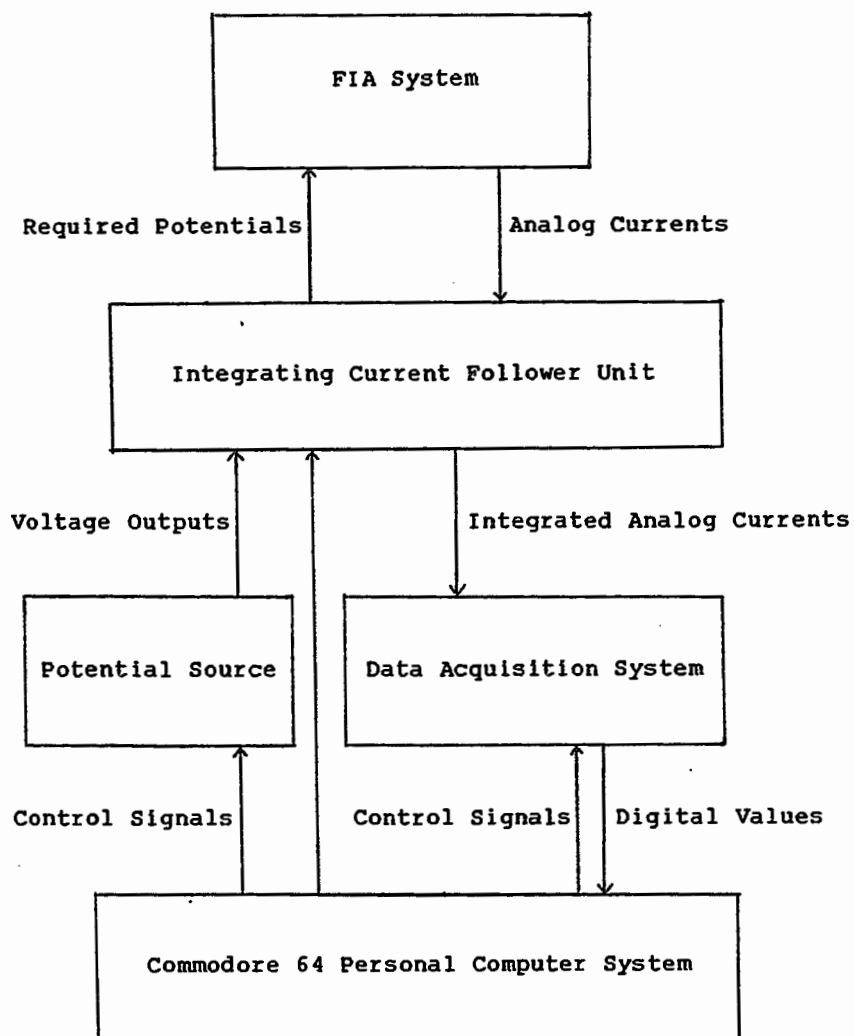 FIA System
Required Potentials
Analog Currents
Integrating Current Follower Unit
Voltage Outputs
Integrated Analog Currents
Potential Source
Data Acquisition System
Control Signals
Control Signals
Digital Values
Commodore 64 Personal Computer System